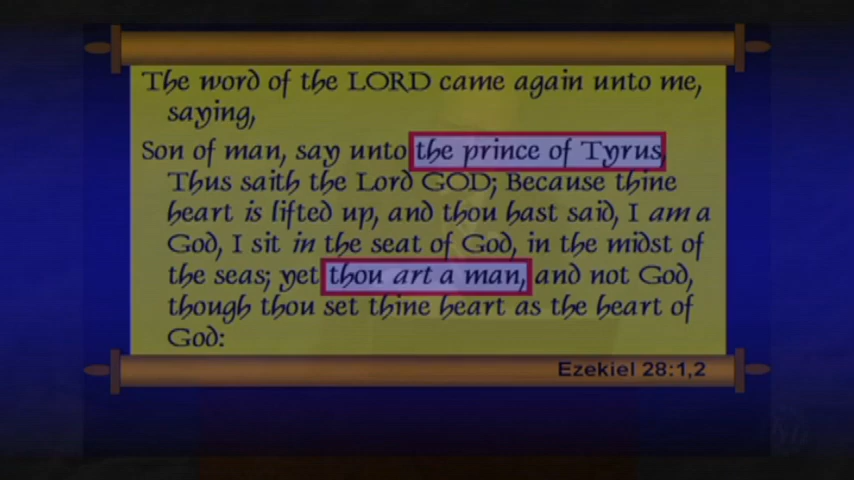 The word of the LORD came again unto me,
saying,
Son of man, say unto the prince of Tyrus,
Thus saith the Lord GOD; Because thine
heart is lifted up, and thou hast said, I am a
God, I sit in the seat of God, in the midst of
the seas; yet thou art a man, and not God,
though thou set thine heart as the heart of
God:
Ezekiel 28:1,2